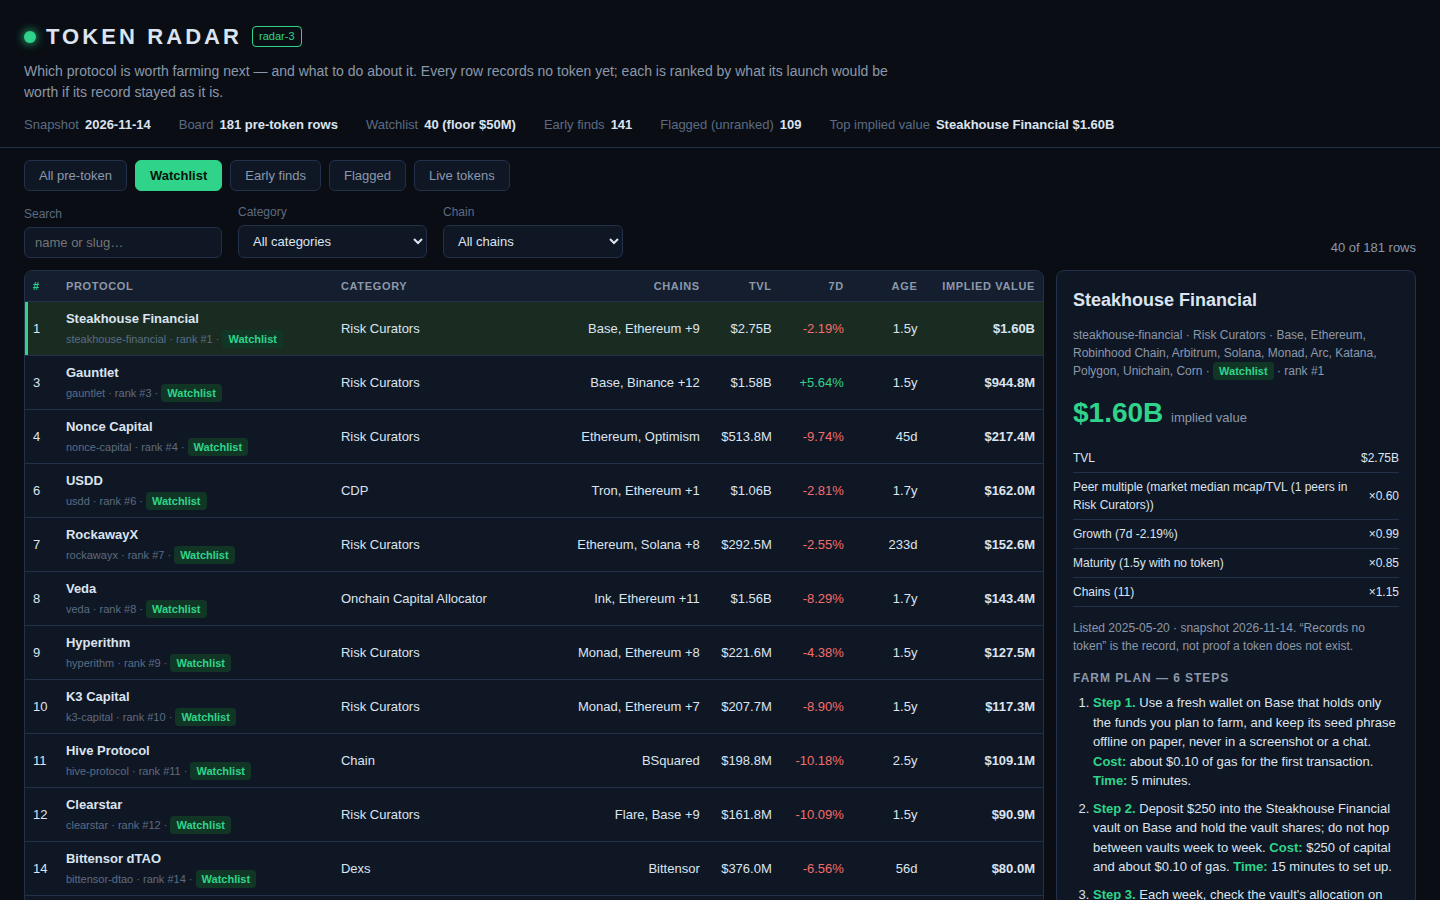 TOKEN RADAR radar-3
Which protocol is worth farming next — and what to do about it. Every row records no token yet; each is ranked by what its launch would be
worth if its record stayed as it is.
Snapshot 2026-11-14 Board 181 pre-token rows Watchlist 40 (floor $50M) Early finds 141 Flagged (unranked) 109 Top implied value Steakhouse Financial $1.60B
All pre-token Watchlist Early finds Flagged Live tokens
Search Category Chain
name or slug… All categories All chains 40 of 181 rows
# PROTOCOL CATEGORY CHAINS TVL 7D AGE IMPLIED VALUE
1 Steakhouse Financial Risk Curators Base, Ethereum +9 $2.75B -2.19% 1.5y $1.60B
steakhouse-financial · rank #1 · Watchlist
3 Gauntlet Risk Curators Base, Binance +12 $1.58B +5.64% 1.5y $944.8M
gauntlet · rank #3 · Watchlist
4 Nonce Capital Risk Curators Ethereum, Optimism $513.8M -9.74% 45d $217.4M
nonce-capital · rank #4 · Watchlist
6 USDD CDP Tron, Ethereum +1 $1.06B -2.81% 1.7y $162.0M
usdd · rank #6 · Watchlist
7 RockawayX Risk Curators Ethereum, Solana +8 $292.5M -2.55% 233d $152.6M
rockawayx · rank #7 · Watchlist
8 Veda Onchain Capital Allocator Ink, Ethereum +11 $1.56B -8.29% 1.7y $143.4M
veda · rank #8 · Watchlist
9 Hyperithm Risk Curators Monad, Ethereum +8 $221.6M -4.38% 1.5y $127.5M
hyperithm · rank #9 · Watchlist
10 K3 Capital Risk Curators Monad, Ethereum +7 $207.7M -8.90% 1.5y $117.3M
k3-capital · rank #10 · Watchlist
11 Hive Protocol Chain BSquared $198.8M -10.18% 2.5y $109.1M
hive-protocol · rank #11 · Watchlist
12 Clearstar Risk Curators Flare, Base +9 $161.8M -10.09% 1.5y $90.9M
clearstar · rank #12 · Watchlist
14 Bittensor dTAO Dexs Bittensor $376.0M -6.56% 56d $80.0M
bittensor-dtao · rank #14 · Watchlist
Steakhouse Financial
steakhouse-financial · Risk Curators · Base, Ethereum,
Robinhood Chain, Arbitrum, Solana, Monad, Arc, Katana,
Polygon, Unichain, Corn · Watchlist · rank #1
$1.60B implied value
TVL $2.75B
Peer multiple (market median mcap/TVL (1 peers in
Risk Curators)) ×0.60
Growth (7d -2.19%) ×0.99
Maturity (1.5y with no token) ×0.85
Chains (11) ×1.15
Listed 2025-05-20 · snapshot 2026-11-14. “Records no
token” is the record, not proof a token does not exist.
FARM PLAN — 6 STEPS
1. Step 1. Use a fresh wallet on Base that holds only
the funds you plan to farm, and keep its seed phrase
offline on paper, never in a screenshot or a chat.
Cost: about $0.10 of gas for the first transaction.
Time: 5 minutes.
2. Step 2. Deposit $250 into the Steakhouse Financial
vault on Base and hold the vault shares; do not hop
between vaults week to week. Cost: $250 of capital
and about $0.10 of gas. Time: 15 minutes to set up.
3. Step 3. Each week, check the vault's allocation on